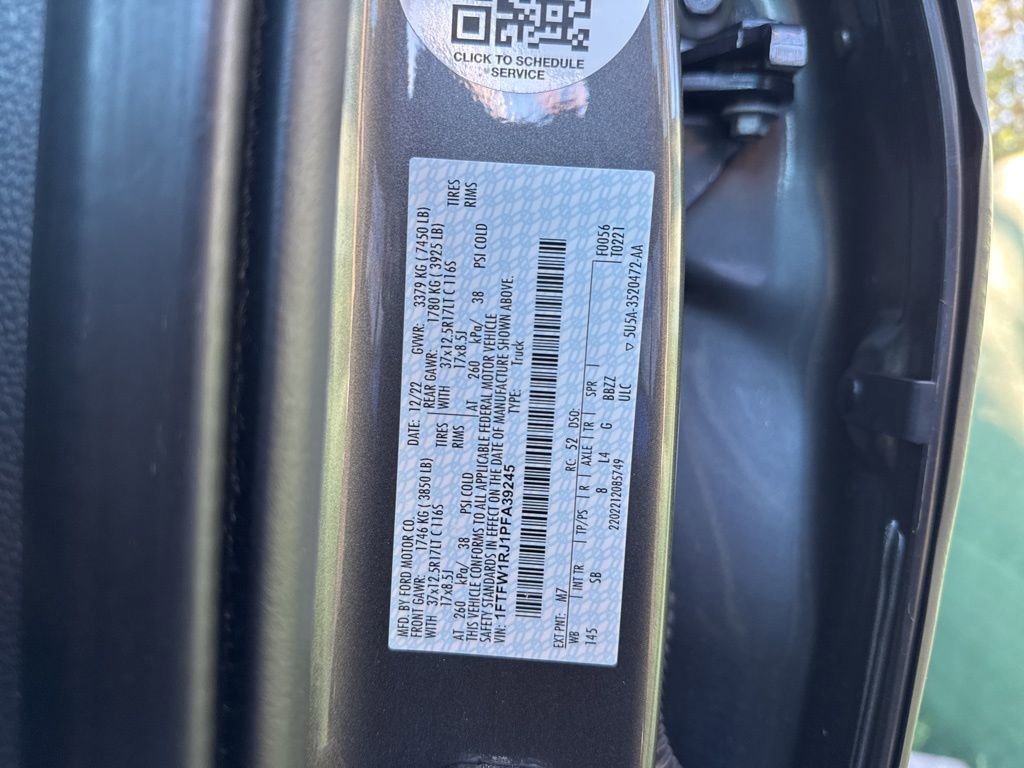 CLICK TO SCHEDULE
SERVICE
MFD. BY FORD MOTOR CO.
DATE: 12/22 GVWR: 3379 KG ( 7450 LB)
FRONT GAWR: 1746 KG ( 3850 LB) REAR GAWR: 1780 KG ( 3925 LB)
WITH 37x12.5R17LT C 116S TIRES WITH 37x12.5R17LT C 116S TIRES
17x8.5J RIMS 17x8.5J RIMS
AT 260 kPa/ 38 PSI COLD AT 260 kPa/ 38 PSI COLD
THIS VEHICLE CONFORMS TO ALL APPLICABLE FEDERAL MOTOR VEHICLE
SAFETY STANDARDS IN EFFECT ON THE DATE OF MANUFACTURE SHOWN ABOVE.
VIN: 1FTFW1RJ1PFA39245 TYPE: Truck
F0056
T0221
EXT PNT: M7 RC: 52 DSO:
WB INT TR TP/PS R AXLE TR SPR
145 SB 8 L4 G BBZZ
ULC
2202212085749 ▽ 5U5A-3520472-AA